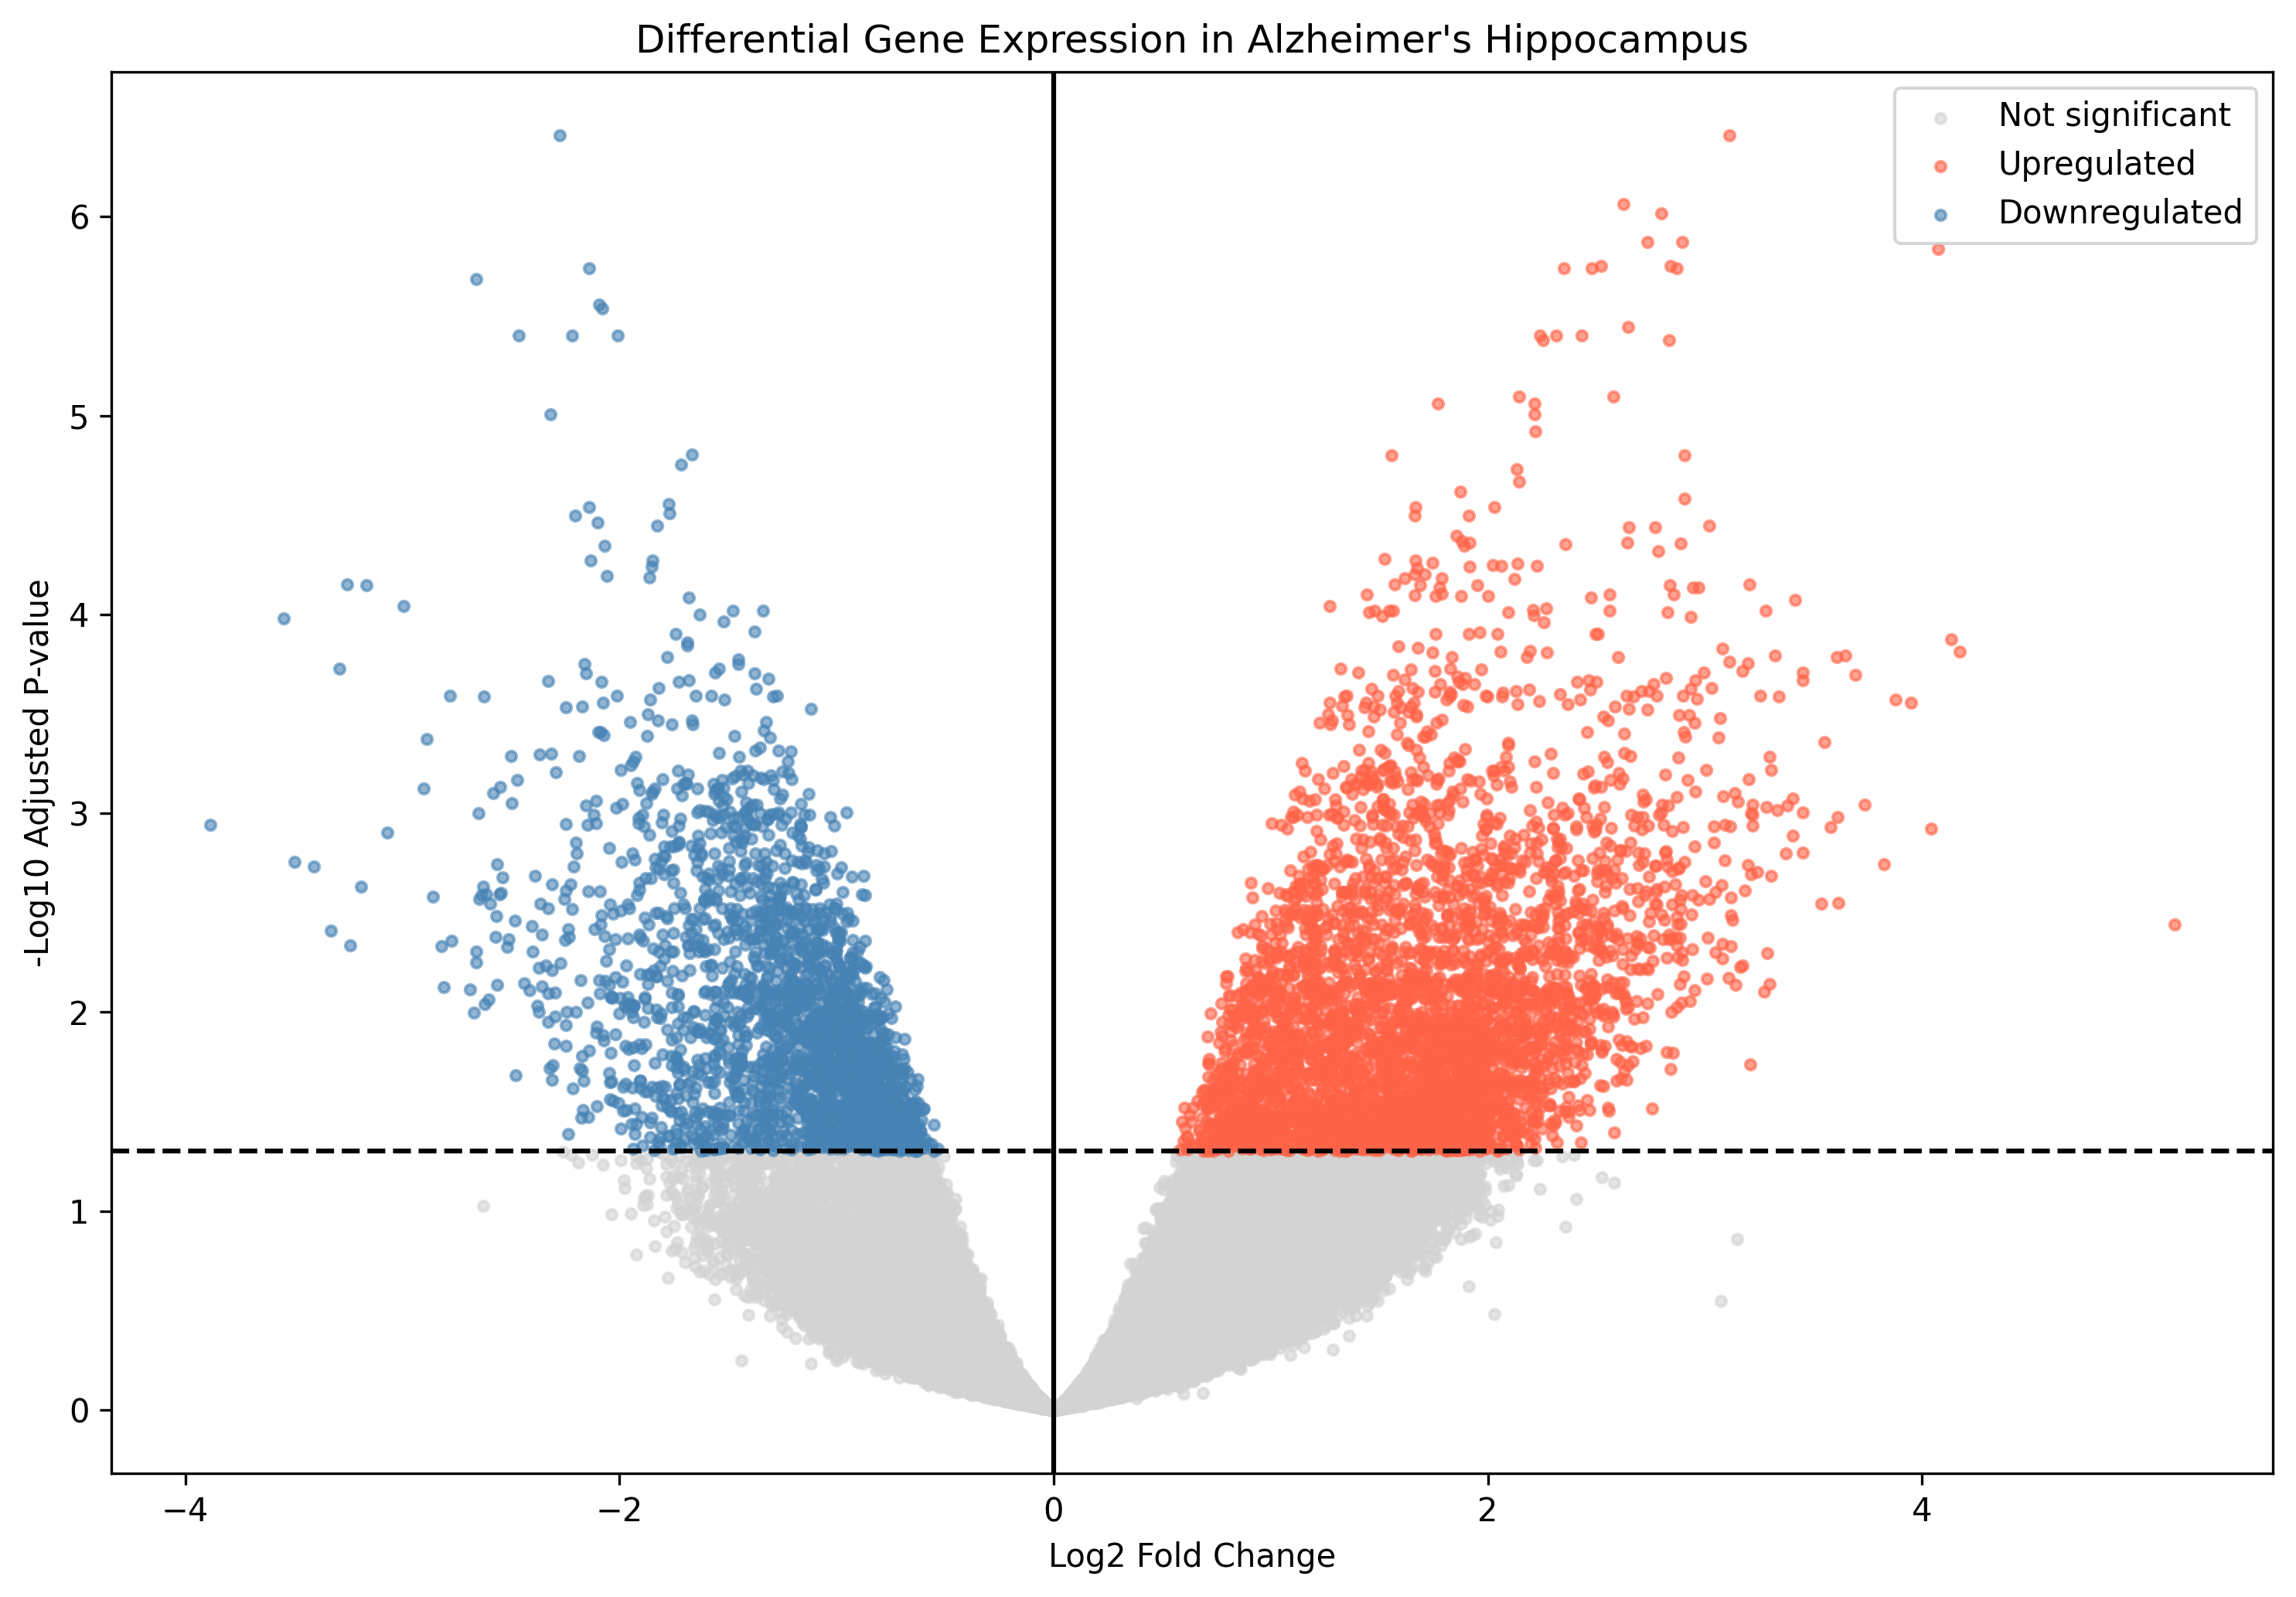 Differential Gene Expression in Alzheimer's Hippocampus
Not significant
Upregulated
Downregulated
-Log10 Adjusted P-value
6
5
4
3
2
1
0
−4
−2
0
2
4
Log2 Fold Change